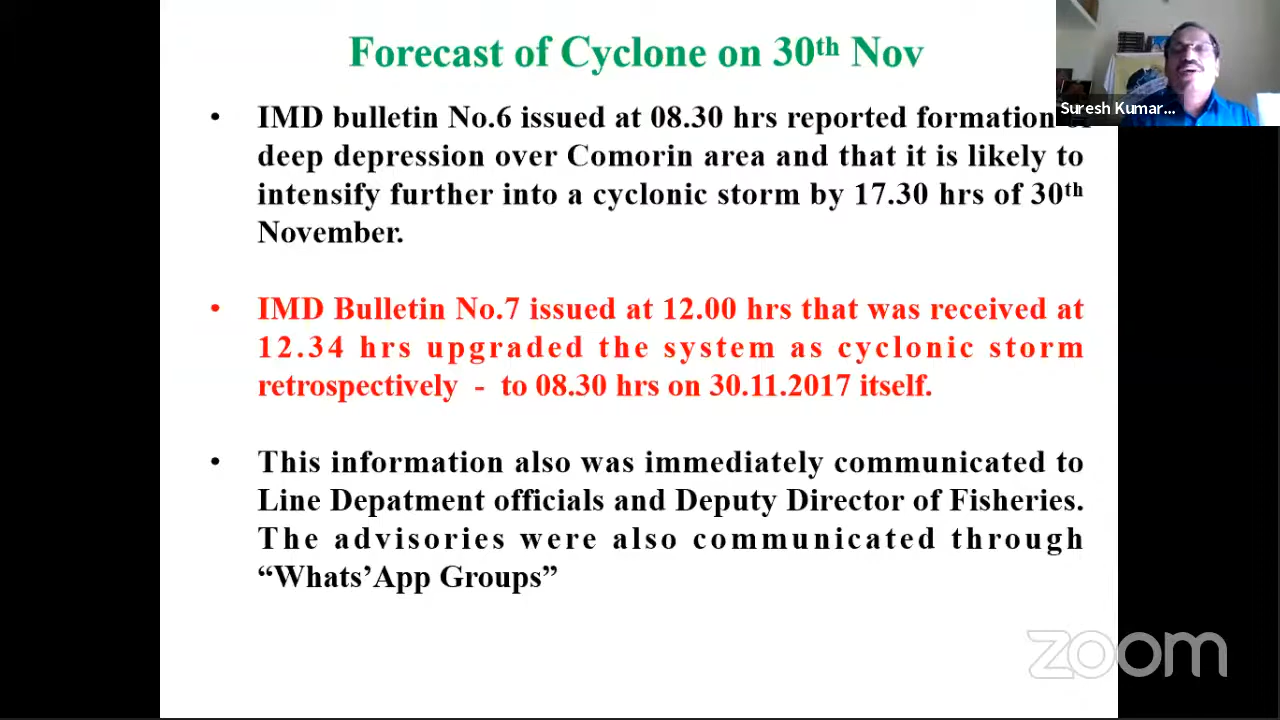 Forecast of Cyclone on 30th Nov
Suresh Kumar...
• IMD bulletin No.6 issued at 08.30 hrs reported formation
deep depression over Comorin area and that it is likely to
intensify further into a cyclonic storm by 17.30 hrs of 30th
November.
• IMD Bulletin No.7 issued at 12.00 hrs that was received at
12.34 hrs upgraded the system as cyclonic storm
retrospectively - to 08.30 hrs on 30.11.2017 itself.
• This information also was immediately communicated to
Line Depatment officials and Deputy Director of Fisheries.
The advisories were also communicated through
“Whats’App Groups”
zoom